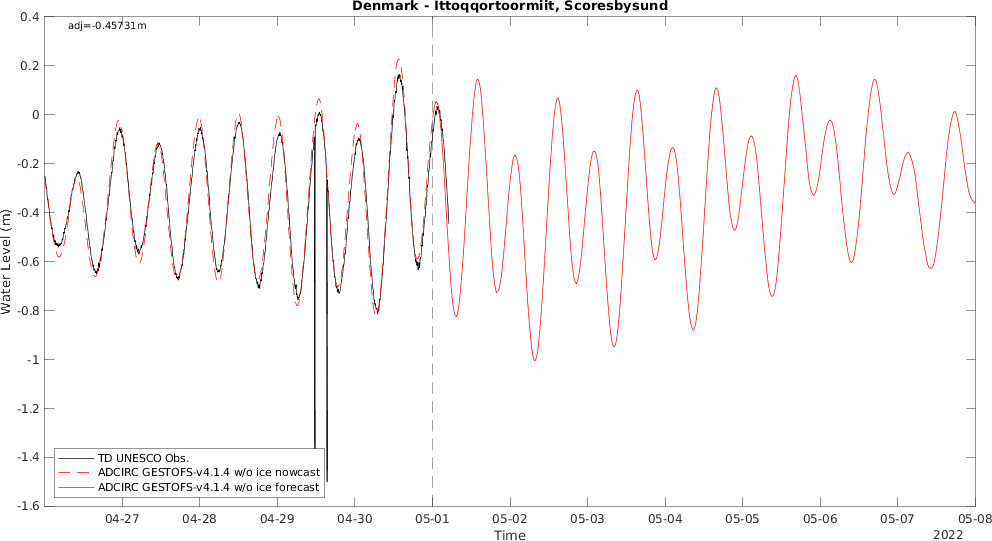 Denmark - Ittoqqortoormiit, Scoresbysund
adj=-0.45731m
0.4
0.2
0
-0.2
-0.4
-0.6
-0.8
-1
-1.2
-1.4
-1.6
Water Level (m)
TD UNESCO Obs.
ADCIRC GESTOFS-v4.1.4 w/o ice nowcast
ADCIRC GESTOFS-v4.1.4 w/o ice forecast
04-27 04-28 04-29 04-30 05-01 05-02 05-03 05-04 05-05 05-06 05-07 05-08
Time
2022